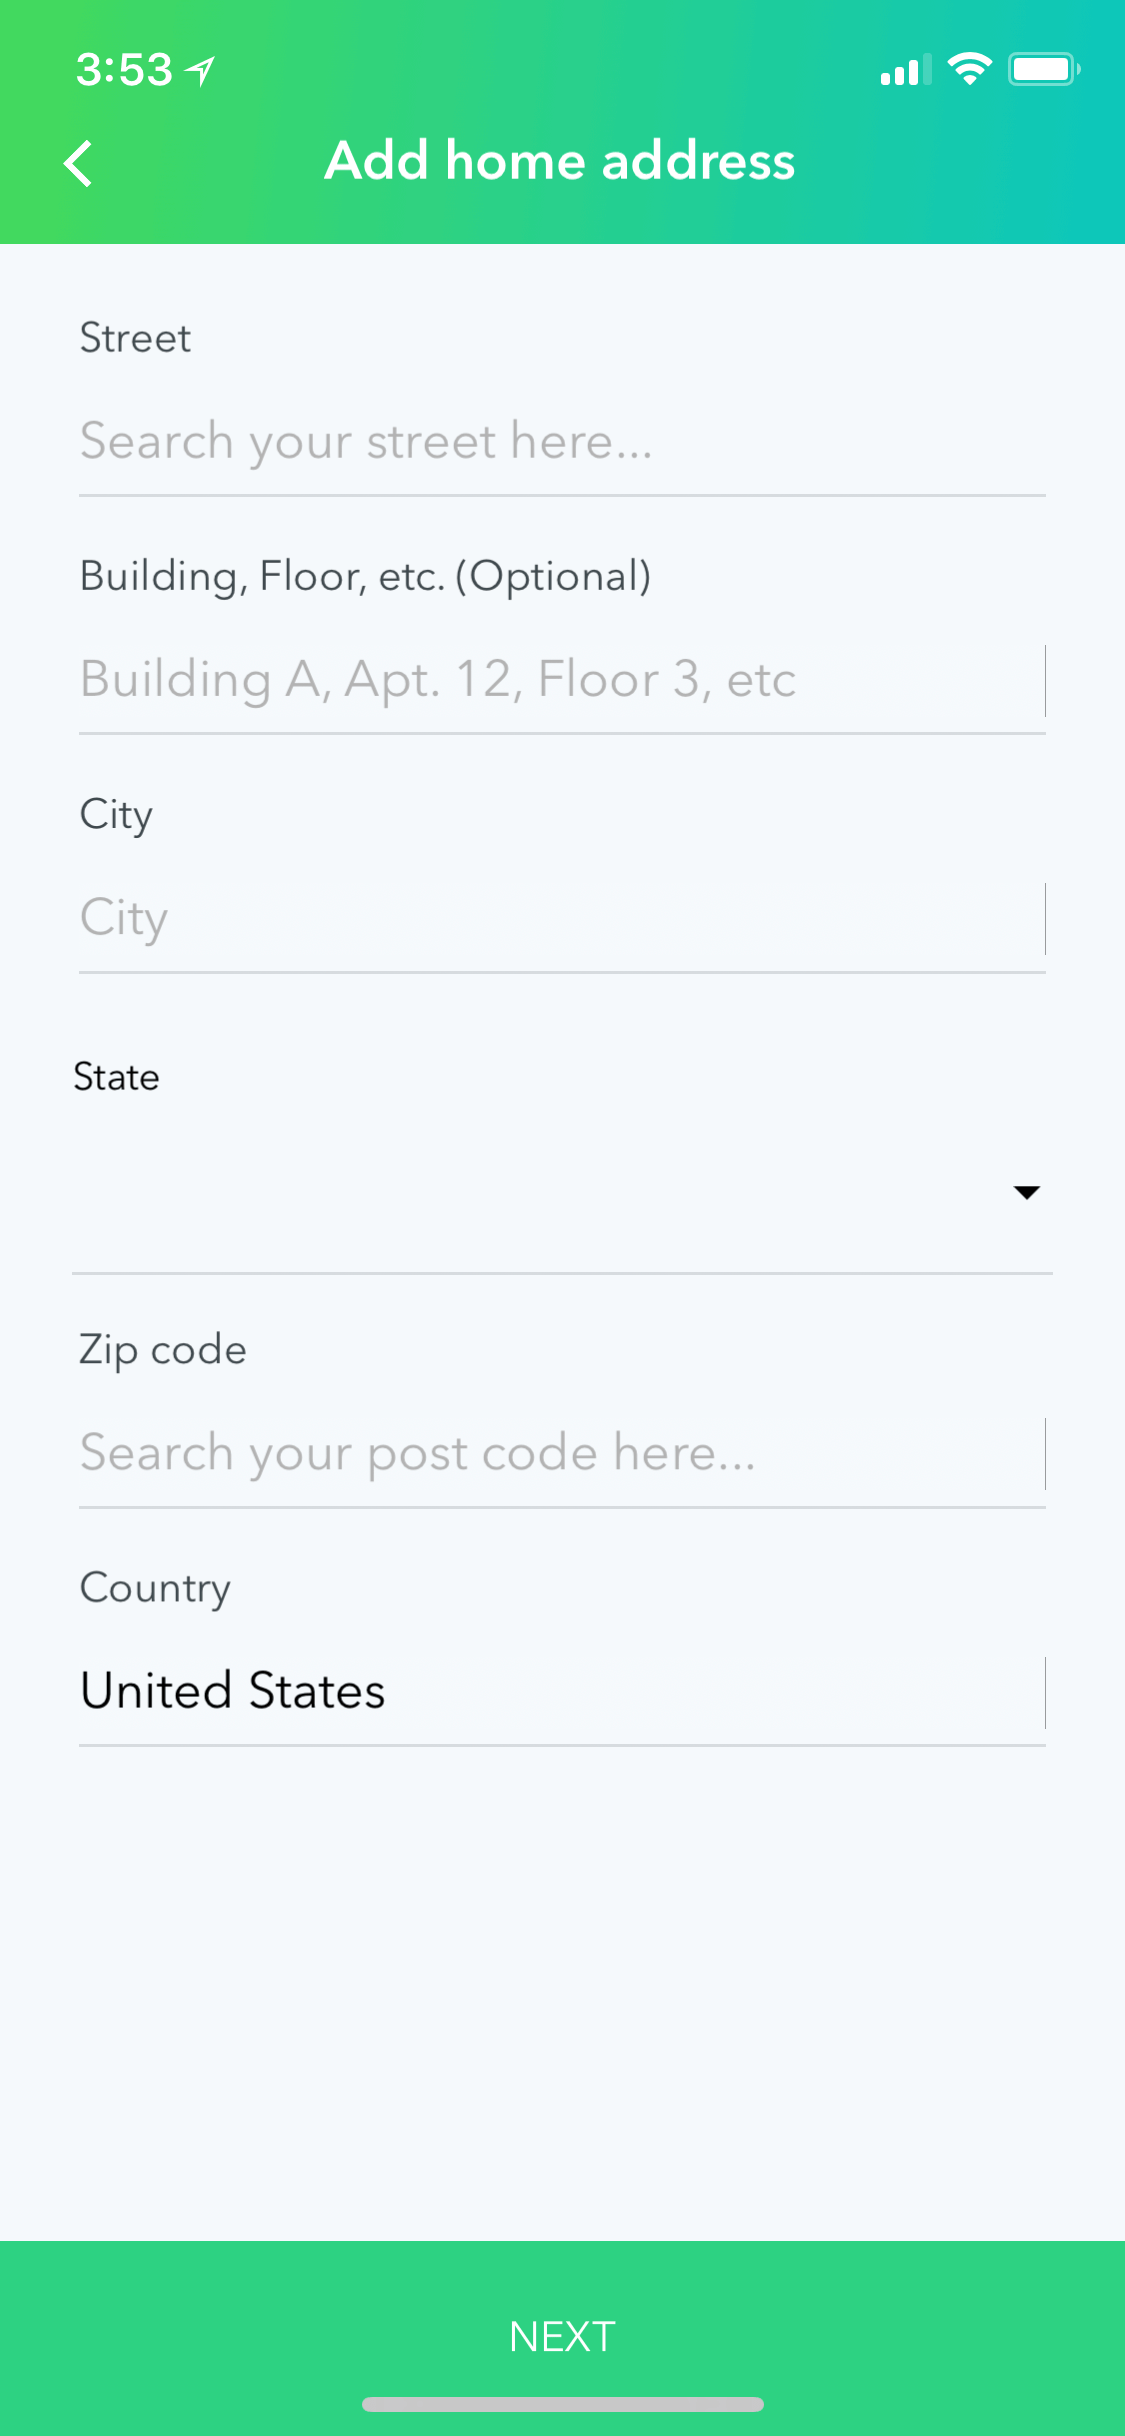 3:53
Add home address
Street
Search your street here...
Building, Floor, etc. (Optional)
Building A, Apt. 12, Floor 3, etc
City
City
State
Zip code
Search your post code here...
Country
United States
NEXT